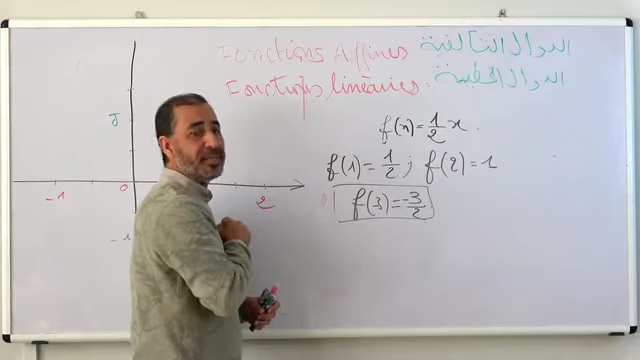 Fonctions Affines الدوال التآلفية
Fonctions linéaires الدوال الخطية
f(x)=1/2 x.
f(1)=1/2 ; f(2)=1
f(3)=3/2
J
-1 0 2
-1